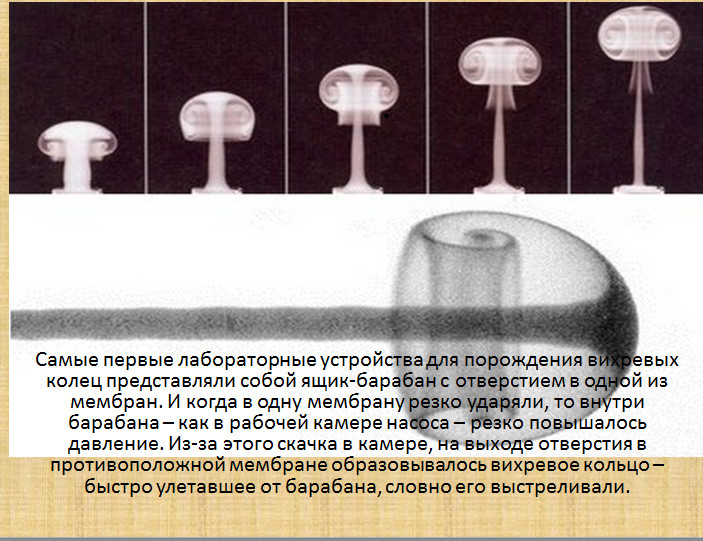 Самые первые лабораторные устройства для порождения вихревых
колец представляли собой ящик-барабан с отверстием в одной из
мембран. И когда в одну мембрану резко ударяли, то внутри
барабана – как в рабочей камере насоса – резко повышалось
давление. Из-за этого скачка в камере, на выходе отверстия в
противоположной мембране образовывалось вихревое кольцо –
быстро улетавшее от барабана, словно его выстреливали.